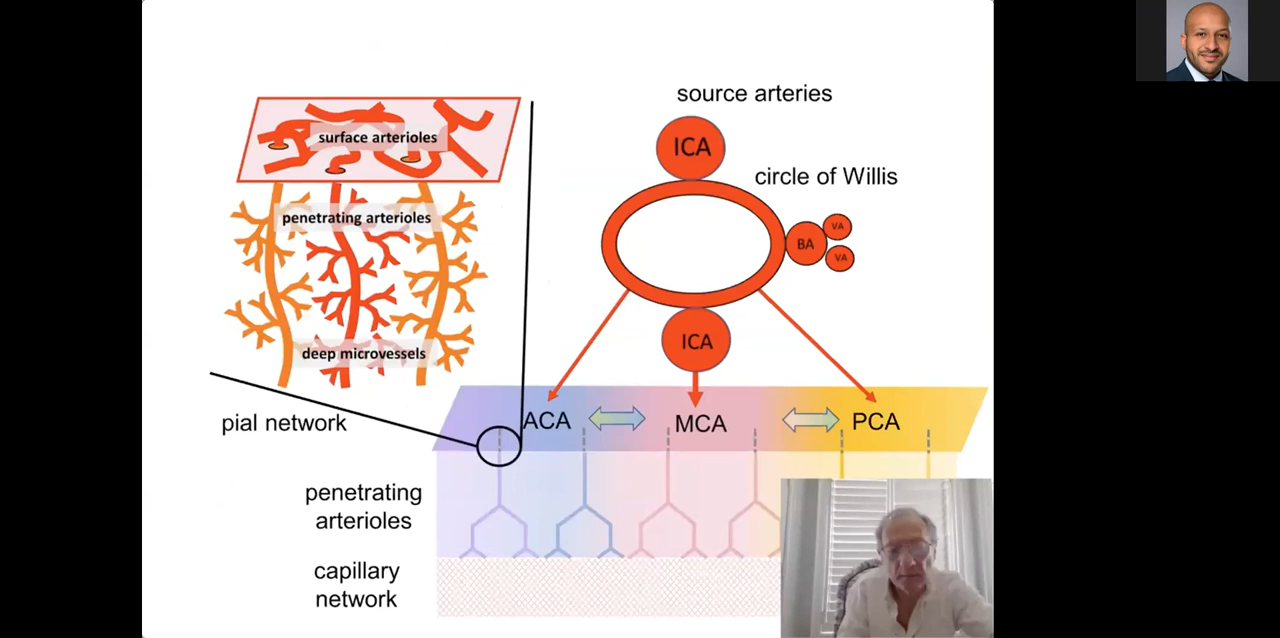 source arteries
ICA
circle of Willis
surface arterioles
penetrating arterioles
deep microvessels
BA
VA
VA
ICA
pial network
ACA
MCA
PCA
penetrating
arterioles
capillary
network